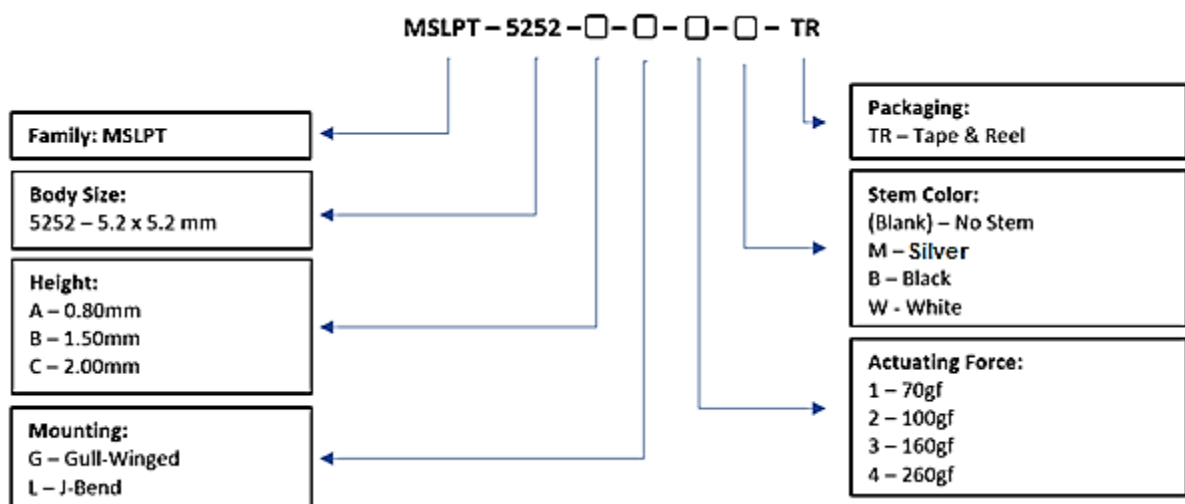 MSLPT – 5252 – ▢ – ▢ – ▢ – ▢ – TR
Family: MSLPT
Body Size:
5252 – 5.2 x 5.2 mm
Height:
A – 0.80mm
B – 1.50mm
C – 2.00mm
Mounting:
G – Gull-Winged
L – J-Bend
Packaging:
TR – Tape & Reel
Stem Color:
(Blank) – No Stem
M – Silver
B – Black
W - White
Actuating Force:
1 – 70gf
2 – 100gf
3 – 160gf
4 – 260gf